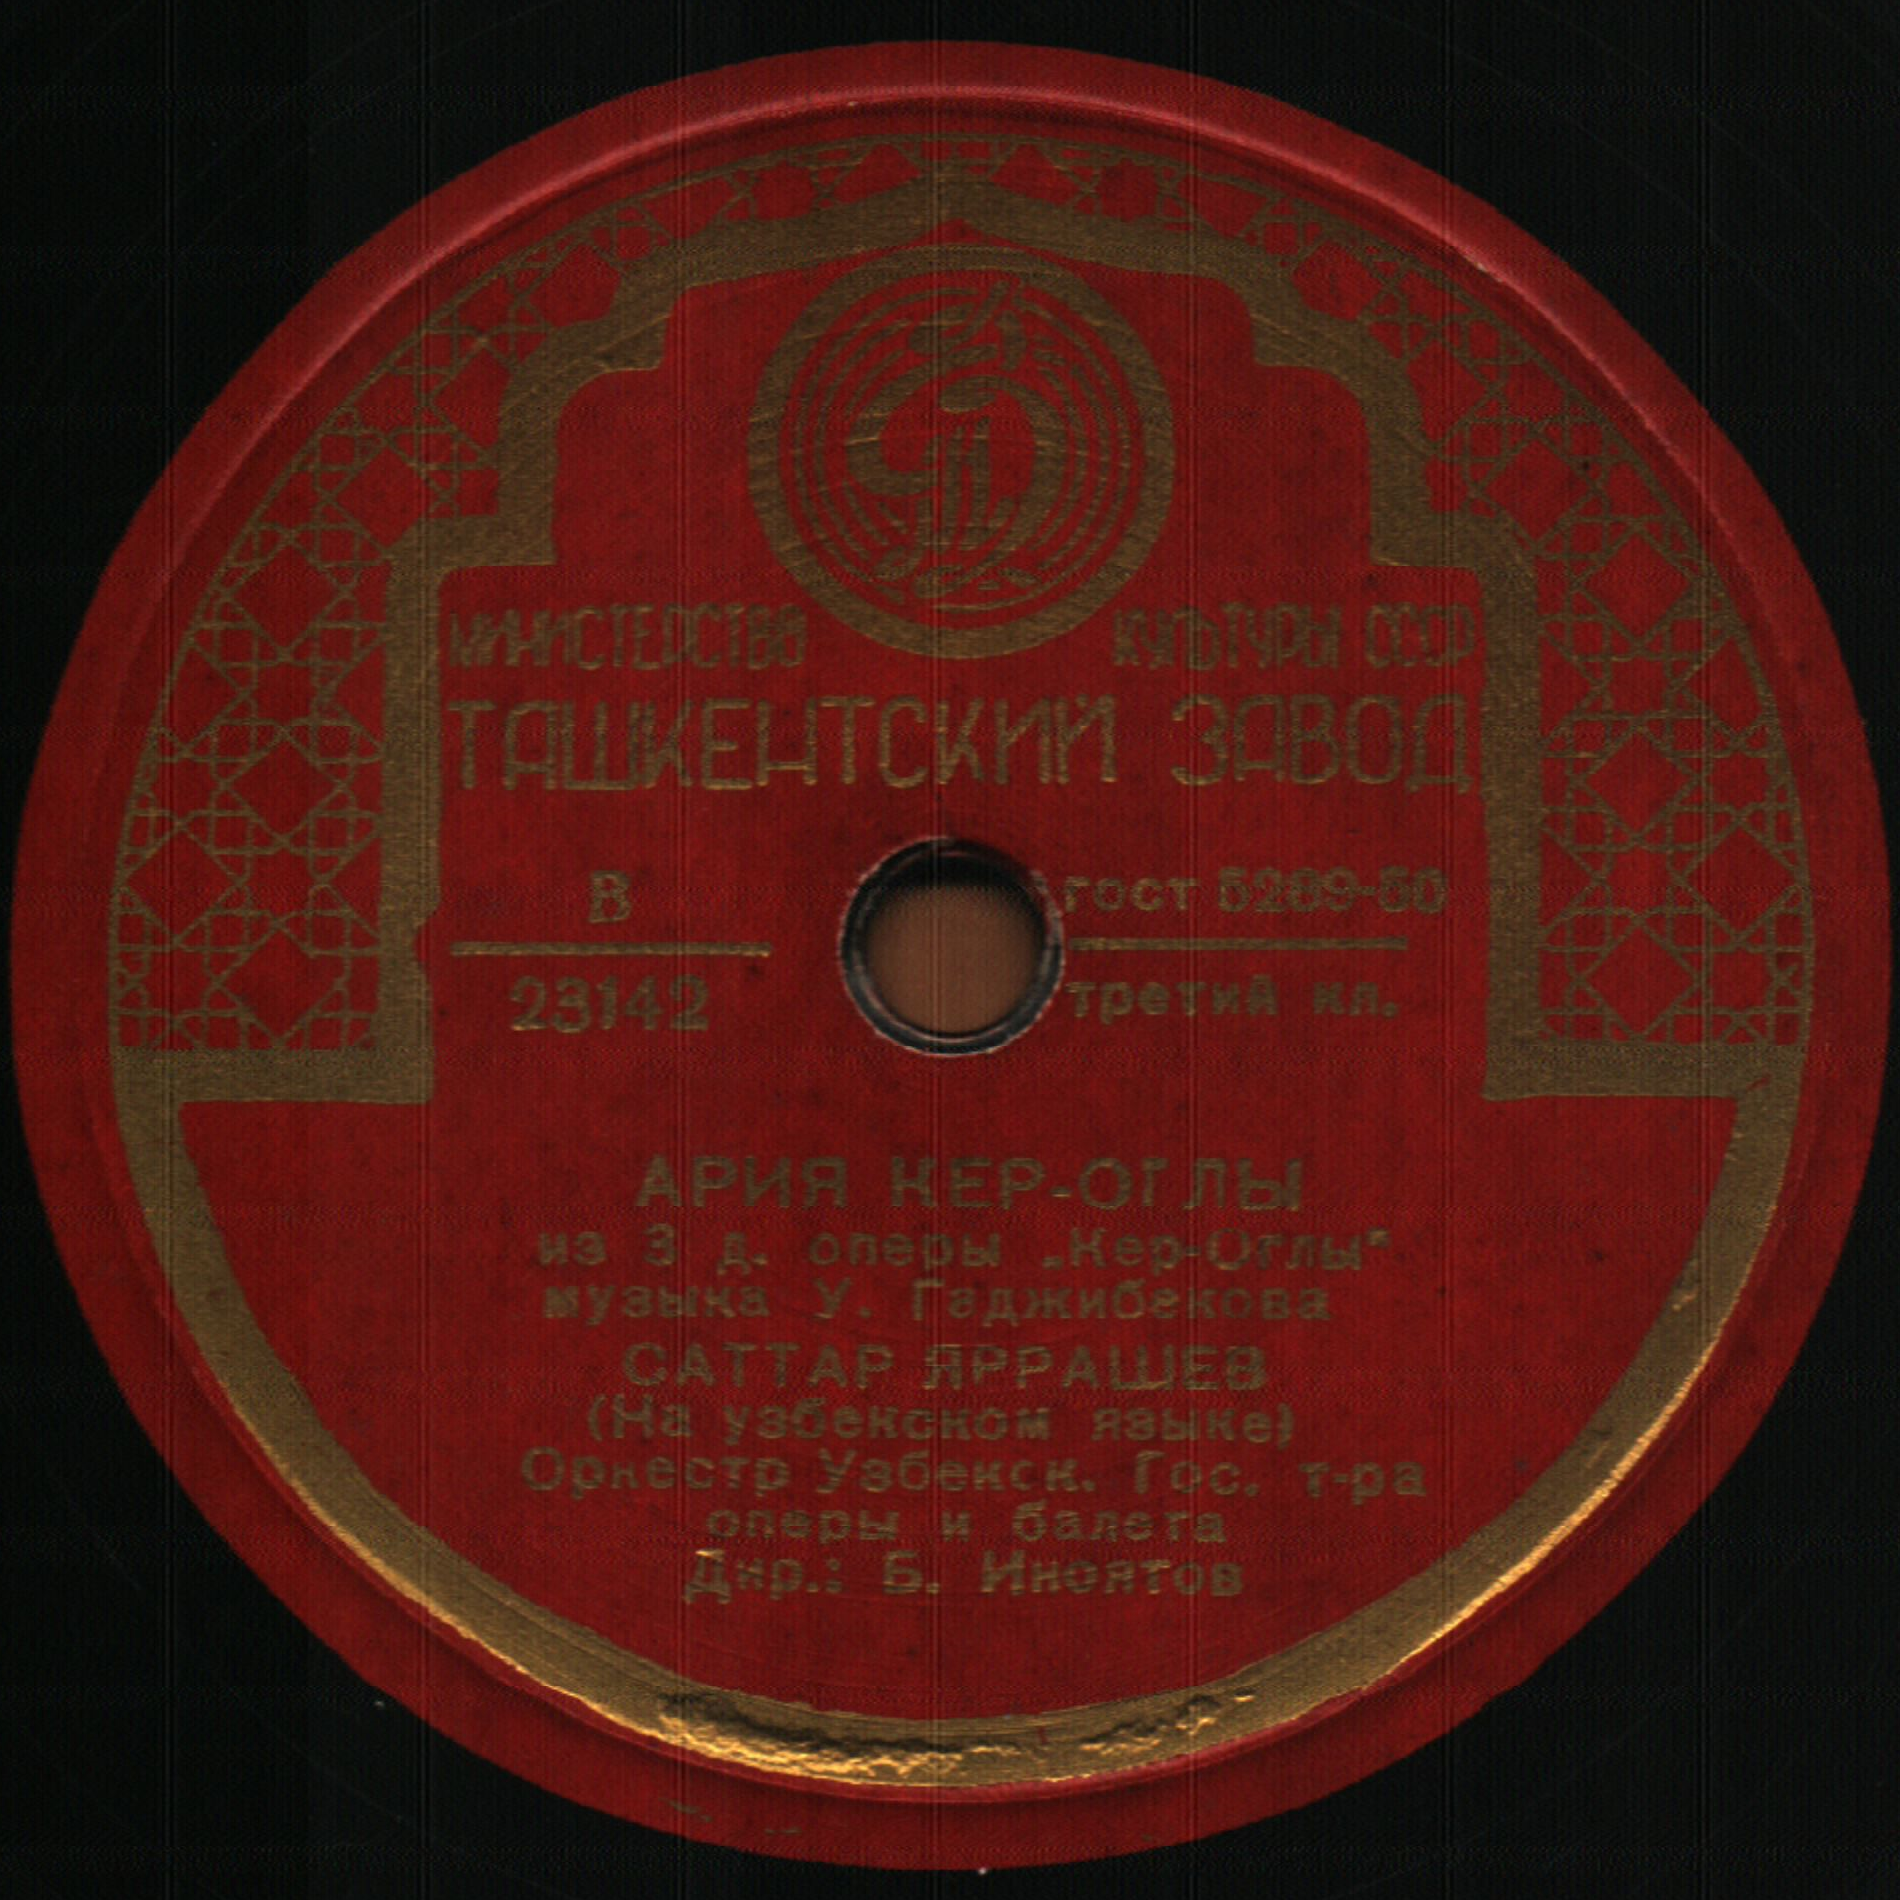 МИНИСТЕРСТВО КУЛЬТУРЫ СССР
ТАШКЕНТСКИЙ ЗАВОД
В
23142
гост 5289-50
третий кл.
АРИЯ КЕР-ОГЛЫ
из 3 д. оперы „Кер-Оглы"
музыка У. Гаджибекова
САТТАР ЯРРАШЕВ
(На узбекском языке)
Оркестр Узбекск. Гос. т-ра
оперы и балета
Дир.: Б. Иноятов